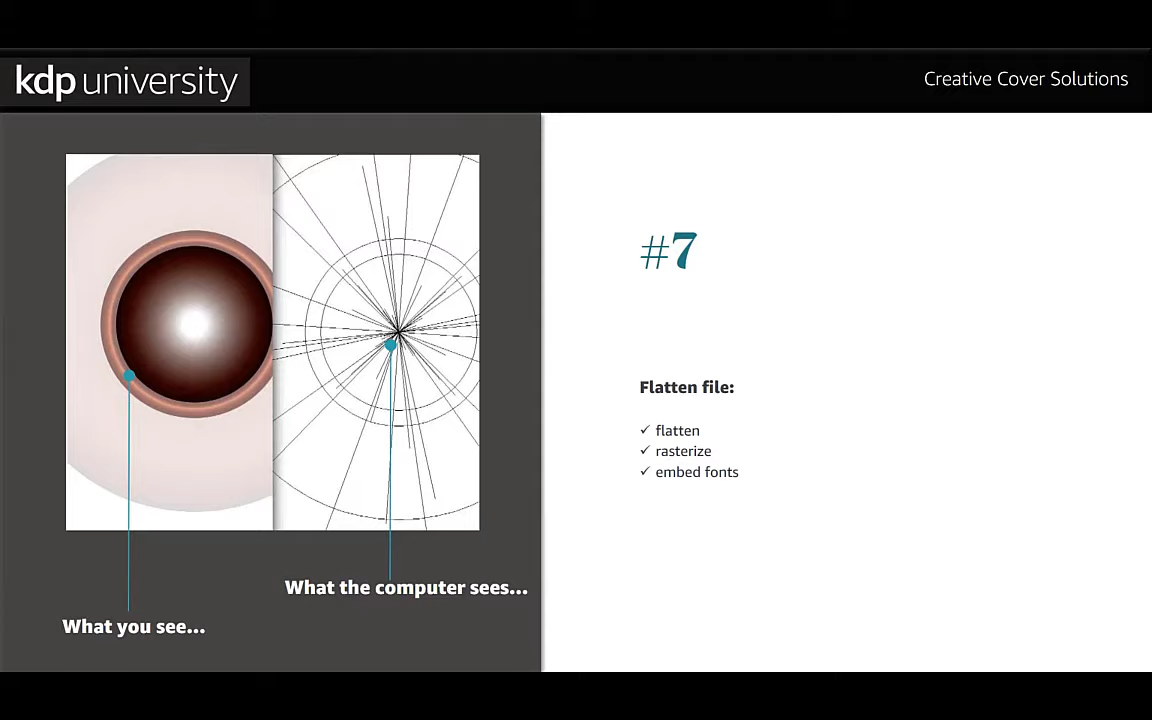 kdp university
Creative Cover Solutions
What you see...
What the computer sees...
#7
Flatten file:
✓ flatten
✓ rasterize
✓ embed fonts